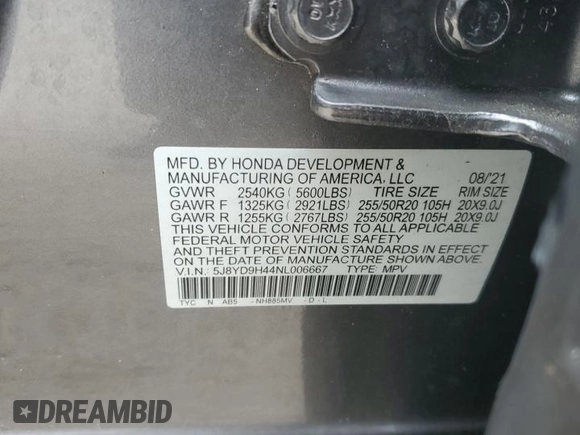 MFD. BY HONDA DEVELOPMENT &
MANUFACTURING OF AMERICA, LLC 08/'21
GVWR 2540KG ( 5600LBS) TIRE SIZE RIM SIZE
GAWR F 1325KG ( 2921LBS) 255/50R20 105H 20X9.0J
GAWR R 1255KG ( 2767LBS) 255/50R20 105H 20X9.0J
THIS VEHICLE CONFORMS TO ALL APPLICABLE
FEDERAL MOTOR VEHICLE SAFETY
AND THEFT PREVENTION STANDARDS IN EFFECT
ON THE DATE OF MANUFACTURE SHOWN ABOVE.
V.I.N.: 5J8YD9H44NL006667 TYPE MPV
TYC N AB5 - NH885MV - D - L
DREAMBID